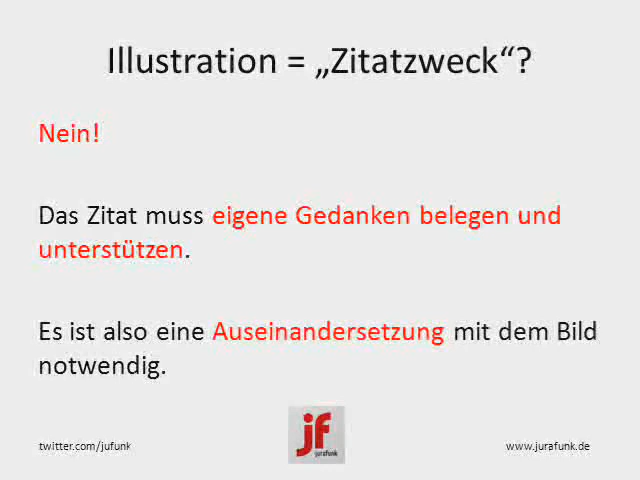 Illustration = „Zitatzweck“?
Nein!
Das Zitat muss eigene Gedanken belegen und
unterstützen.
Es ist also eine Auseinandersetzung mit dem Bild
notwendig.
jf
jurafunk
twitter.com/jufunk
www.jurafunk.de